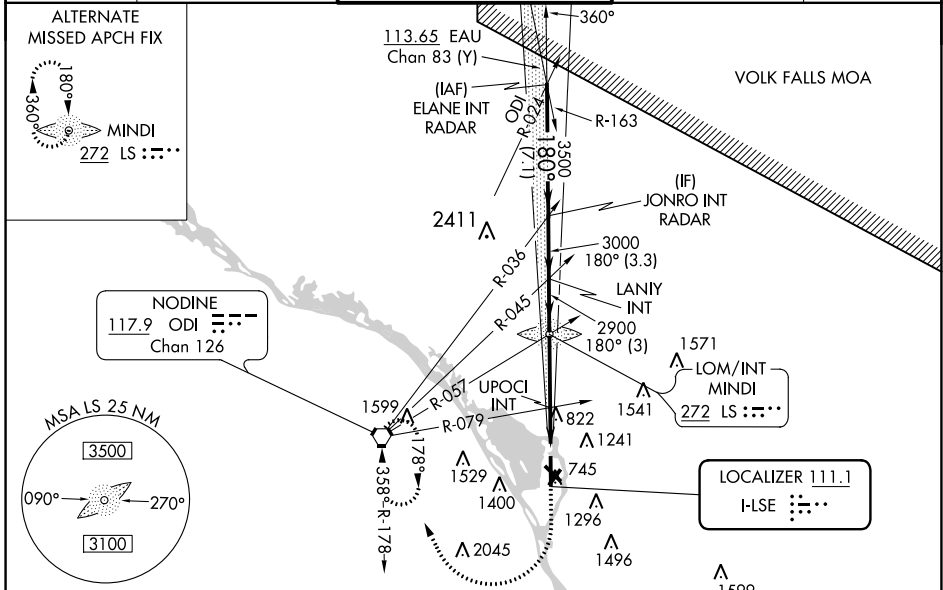 ALTERNATE
MISSED APCH FIX
180°
360°
MINDI
272 LS
113.65 EAU
Chan 83 (Y)
360°
VOLK FALLS MOA
(IAF)
ELANE INT
RADAR
ODI
R-024
R-163
3500
180°
(7.1)
(IF)
JONRO INT
RADAR
2411
3000
180° (3.3)
R-036
R-045
LANIY
INT
2900
180° (3)
NODINE
117.9 ODI
Chan 126
1571
LOM/INT
MINDI
272 LS
1541
R-057
UPOCI
INT
1599
R-079
822
1241
178°
358°
R-178
1529
1400
745
LOCALIZER 111.1
I-LSE
1296
1496
2045
MSA LS 25 NM
3500
090°
270°
3100